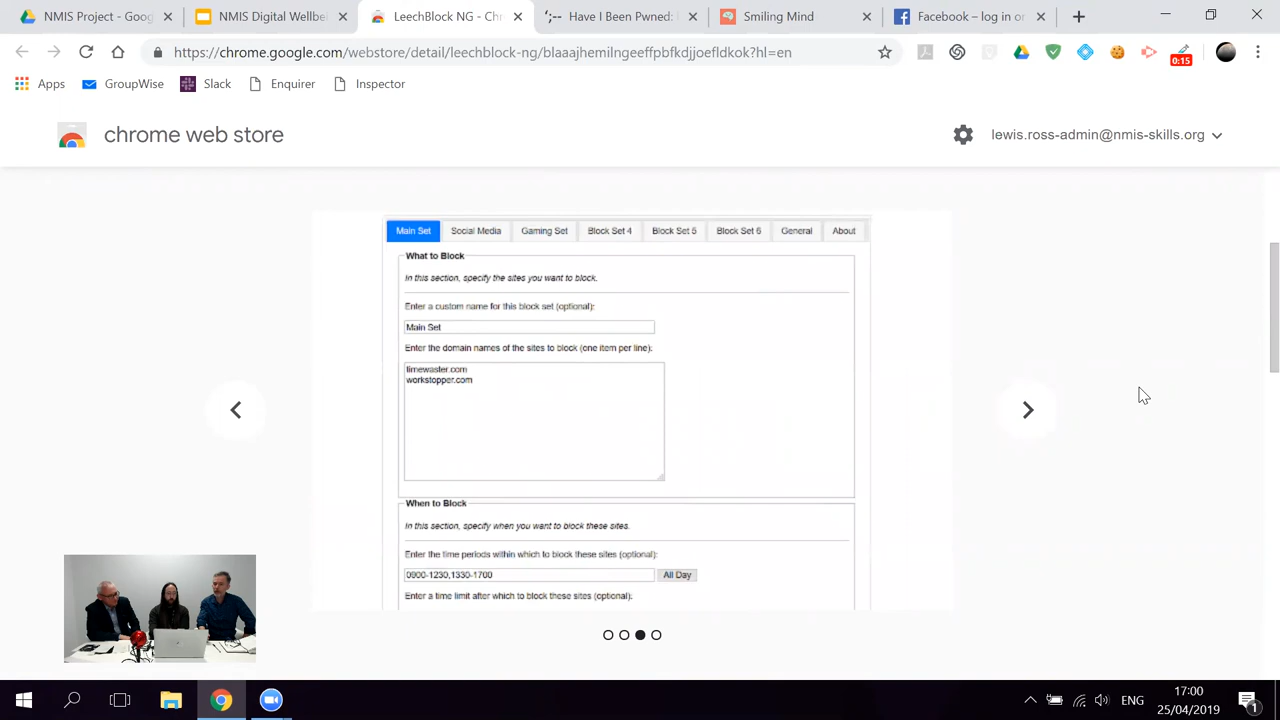 NMIS Project - Goog
NMIS Digital Wellbei
LeechBlock NG - Chr
Have I Been Pwned:
Smiling Mind
Facebook – log in or
https://chrome.google.com/webstore/detail/leechblock-ng/blaaajhemilngeeffpbfkdjjoefldkok?hl=en
0:15
Apps
GroupWise
Slack
Enquirer
Inspector
chrome web store
lewis.ross-admin@nmis-skills.org
Main Set
Social Media
Gaming Set
Block Set 4
Block Set 5
Block Set 6
General
About
What to Block
In this section, specify the sites you want to block.
Enter a custom name for this block set (optional):
Main Set
Enter the domain names of the sites to block (one item per line):
timewaster.com
workstopper.com
When to Block
In this section, specify when you want to block these sites.
Enter the time periods within which to block these sites (optional):
0900-1230,1330-1700
All Day
Enter a time limit after which to block these sites (optional):
ENG
17:00
25/04/2019
1